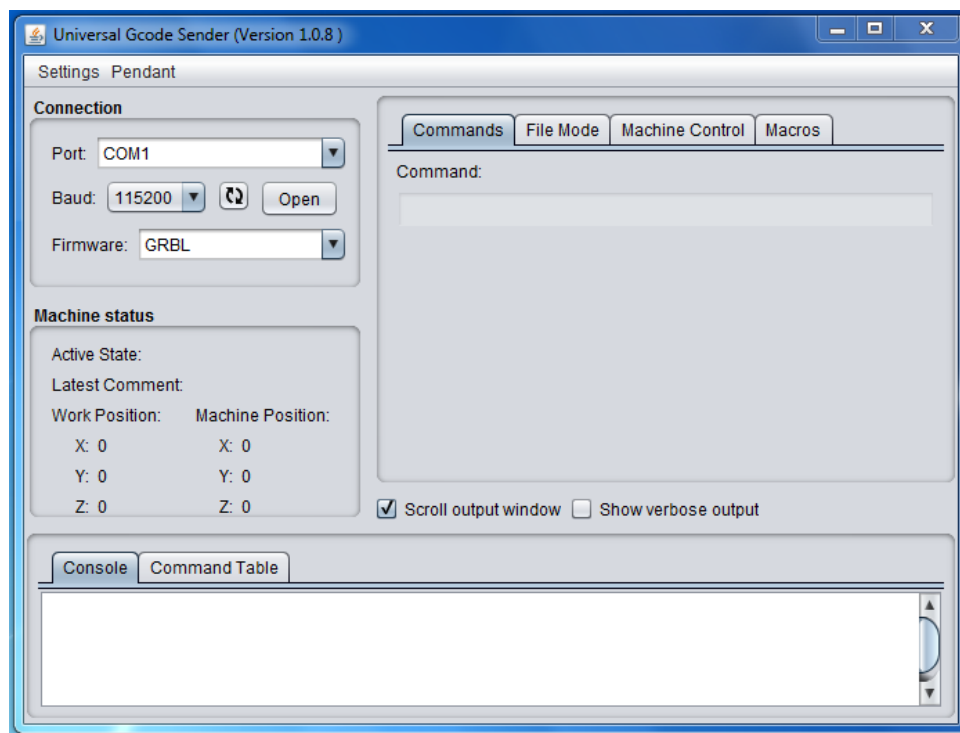 Universal Gcode Sender (Version 1.0.8 )
Settings Pendant
Connection
Port: COM1
Baud: 115200 Open
Firmware: GRBL
Machine status
Active State:
Latest Comment:
Work Position: Machine Position:
X: 0 X: 0
Y: 0 Y: 0
Z: 0 Z: 0
Commands File Mode Machine Control Macros
Command:
Scroll output window Show verbose output
Console Command Table